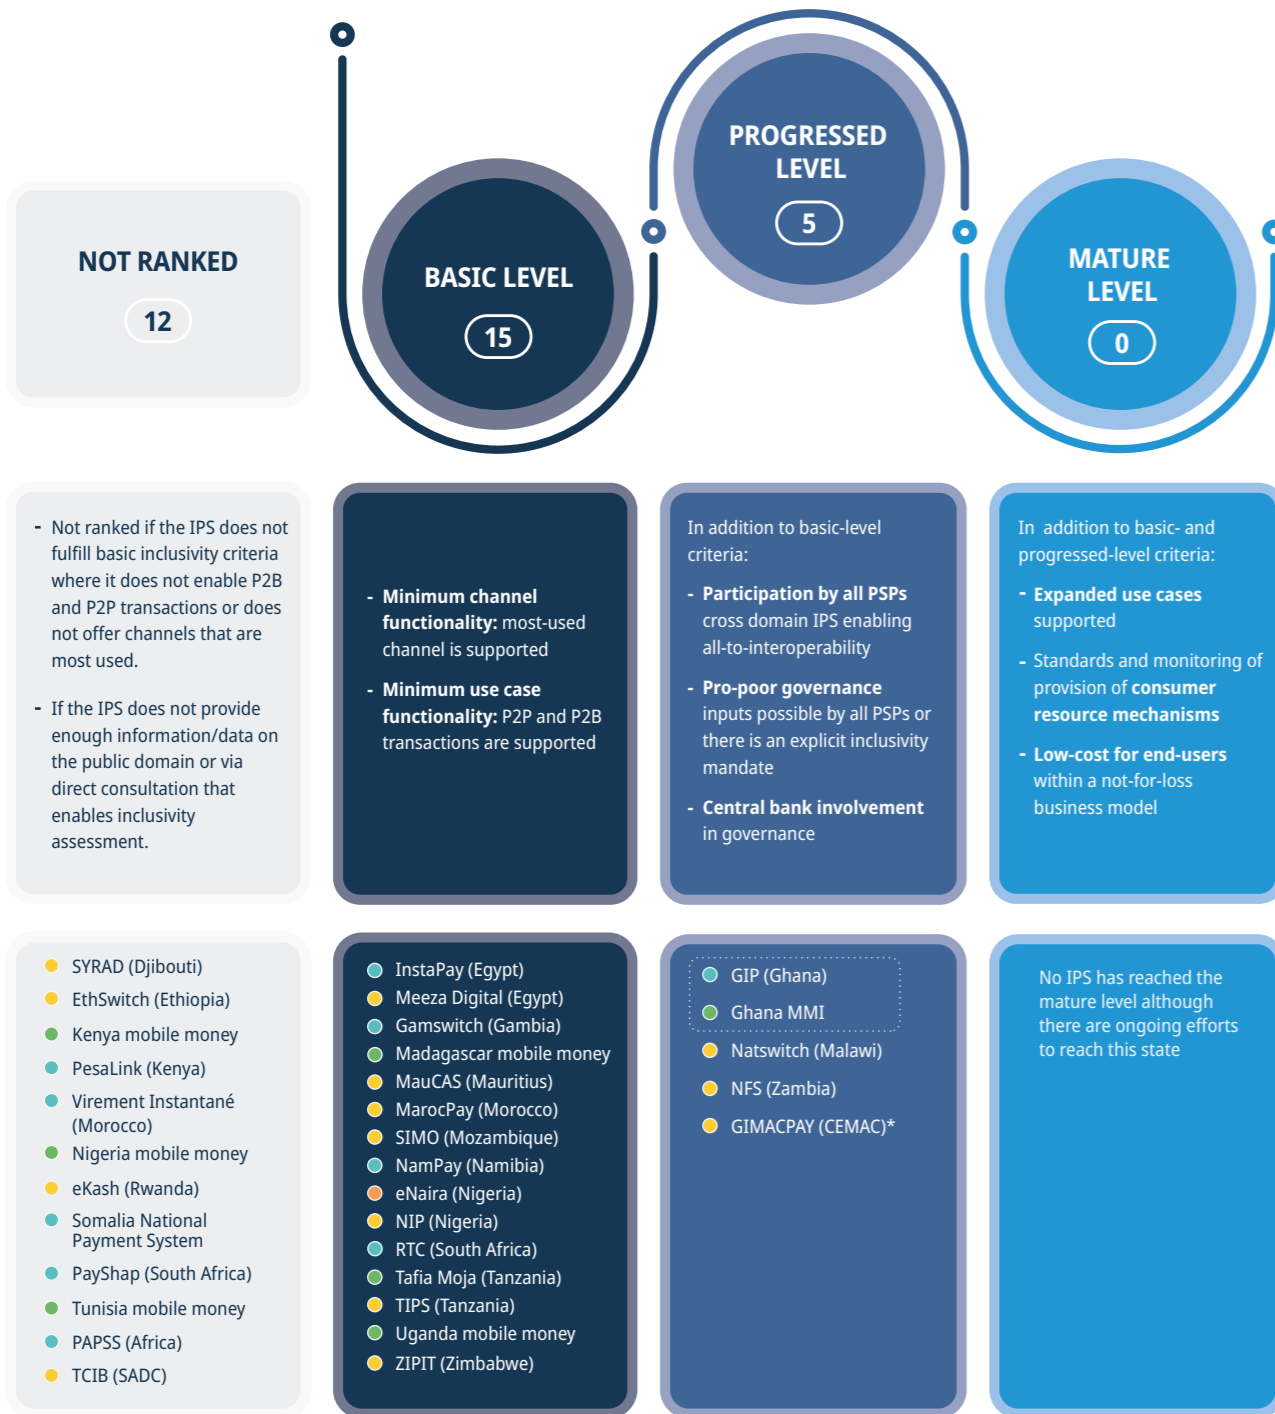 NOT RANKED
12
BASIC LEVEL
15
PROGRESSED
LEVEL
5
MATURE
LEVEL
0
- Not ranked if the IPS does not
fulfill basic inclusivity criteria
where it does not enable P2B
and P2P transactions or does
not offer channels that are
most used.
- If the IPS does not provide
enough information/data on
the public domain or via
direct consultation that
enables inclusivity
assessment.
- Minimum channel
functionality: most-used
channel is supported
- Minimum use case
functionality: P2P and P2B
transactions are supported
In addition to basic-level
criteria:
- Participation by all PSPs
cross domain IPS enabling
all-to-interoperability
- Pro-poor governance
inputs possible by all PSPs or
there is an explicit inclusivity
mandate
- Central bank involvement
in governance
In addition to basic- and
progressed-level criteria:
- Expanded use cases
supported
- Standards and monitoring of
provision of consumer
resource mechanisms
- Low-cost for end-users
within a not-for-loss
business model
SYRAD (Djibouti)
EthSwitch (Ethiopia)
Kenya mobile money
PesaLink (Kenya)
Virement Instantané
(Morocco)
Nigeria mobile money
eKash (Rwanda)
Somalia National
Payment System
PayShap (South Africa)
Tunisia mobile money
PAPSS (Africa)
TCIB (SADC)
InstaPay (Egypt)
Meeza Digital (Egypt)
Gamswitch (Gambia)
Madagascar mobile money
MauCAS (Mauritius)
MarocPay (Morocco)
SIMO (Mozambique)
NamPay (Namibia)
eNaira (Nigeria)
NIP (Nigeria)
RTC (South Africa)
Tafia Moja (Tanzania)
TIPS (Tanzania)
Uganda mobile money
ZIPIT (Zimbabwe)
GIP (Ghana)
Ghana MMI
Natswitch (Malawi)
NFS (Zambia)
GIMACPAY (CEMAC)*
No IPS has reached the
mature level although
there are ongoing efforts
to reach this state